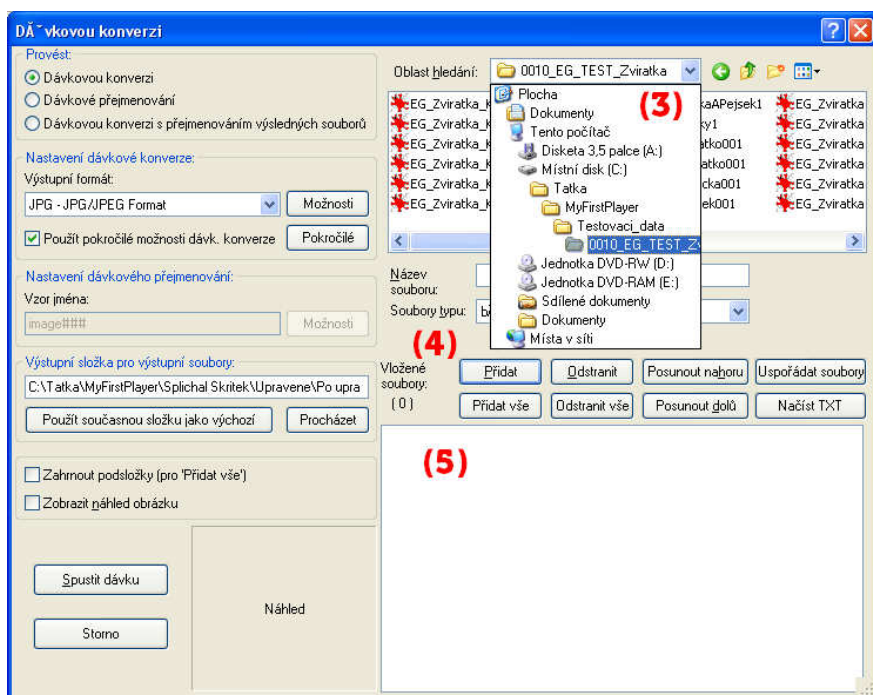 DĂˇvkovou konverzi
Provést:
Dávkovou konverzi
Dávkové přejmenování
Dávkovou konverzi s přejmenováním výsledných souborů
Nastavení dávkové konverze:
Výstupní formát:
JPG - JPG/JPEG Format
Možnosti
Použít pokročilé možnosti dávk. konverze
Pokročilé
Nastavení dávkového přejmenování:
Vzor jména:
image###
Možnosti
Výstupní složka pro výstupní soubory:
C:\Tatka\MyFirstPlayer\Splichal Skritek\Upravene\Po upra
Použít současnou složku jako výchozí
Procházet
Zahrnout podsložky (pro 'Přidat vše')
Zobrazit náhled obrázku
Spustit dávku
Storno
Náhled
Oblast hledání:
0010_EG_TEST_Zviratka
(3)
Plocha
Dokumenty
Tento počítač
Disketa 3,5 palce (A:)
Místní disk (C:)
Tatka
MyFirstPlayer
Testovaci_data
0010_EG_TEST_Z
Jednotka DVD-RW (D:)
Jednotka DVD-RAM (E:)
Sdílené dokumenty
Dokumenty
Místa v síti
EG_Zviratka_K
EG_Zviratka_K
EG_Zviratka_K
EG_Zviratka_K
EG_Zviratka_K
EG_Zviratka_K
kaAPejsek1
ky1
atko001
atko001
cka001
ek001
EG_Zviratka
EG_Zviratka
EG_Zviratka
EG_Zviratka
EG_Zviratka
EG_Zviratka
Název
souboru:
Soubory typu:
(4)
Vložené
soubory:
( 0 )
Přidat
Odstranit
Posunout nahoru
Uspořádat soubory
Přidat vše
Odstranit vše
Posunout dolů
Načíst TXT
(5)